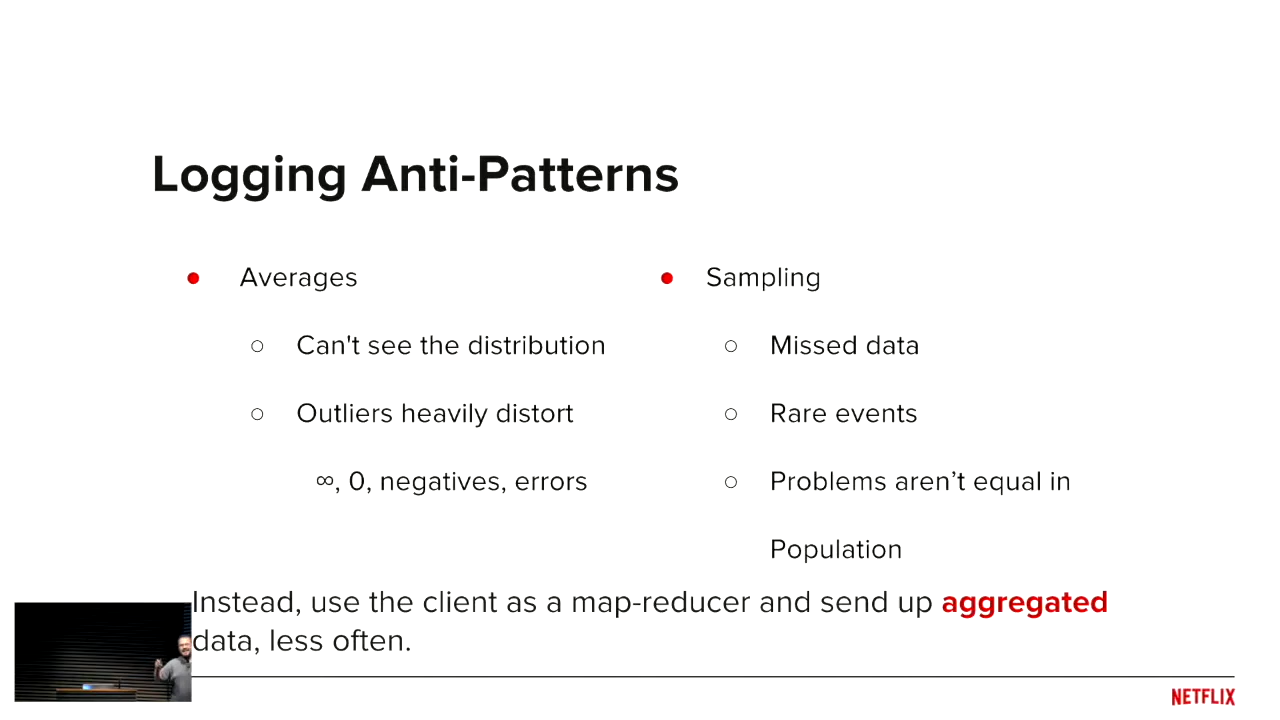 Logging Anti-Patterns
● Averages
○ Can't see the distribution
○ Outliers heavily distort
∞, 0, negatives, errors
● Sampling
○ Missed data
○ Rare events
○ Problems aren’t equal in
Population
Instead, use the client as a map-reducer and send up aggregated
data, less often.
NETFLIX